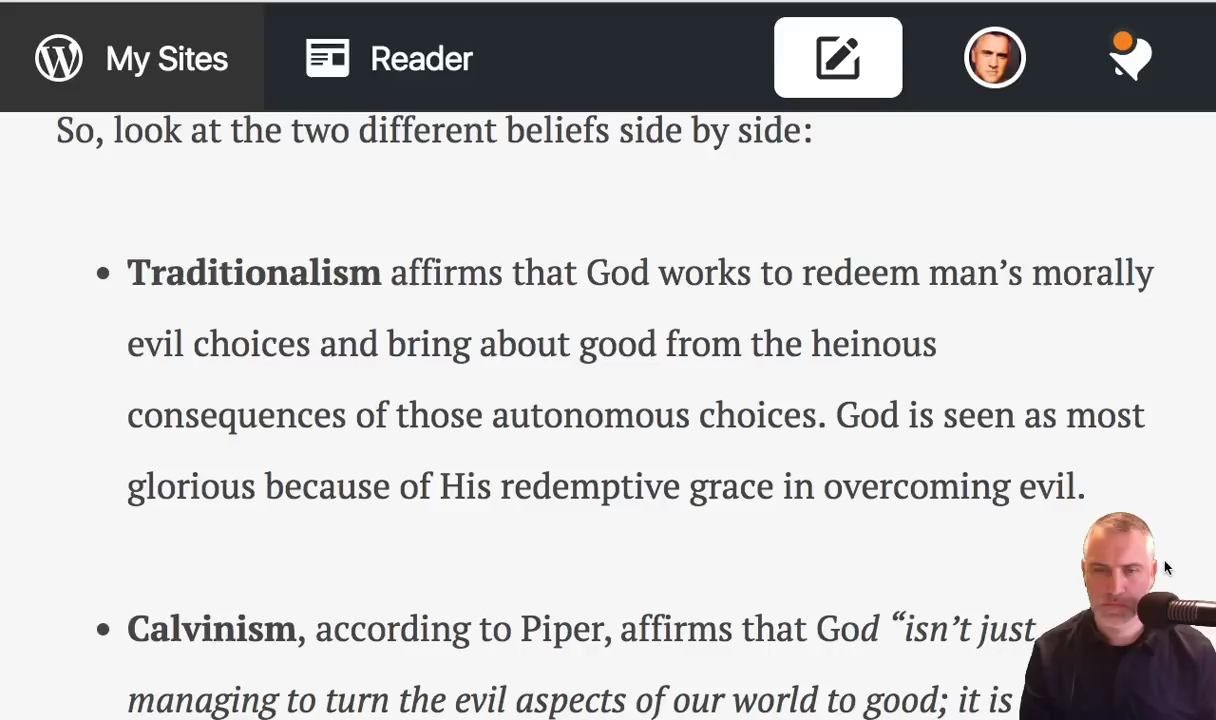 My Sites
Reader
So, look at the two different beliefs side by side:
• Traditionalism affirms that God works to redeem man’s morally
evil choices and bring about good from the heinous
consequences of those autonomous choices. God is seen as most
glorious because of His redemptive grace in overcoming evil.
• Calvinism, according to Piper, affirms that God “isn’t just
managing to turn the evil aspects of our world to good; it is